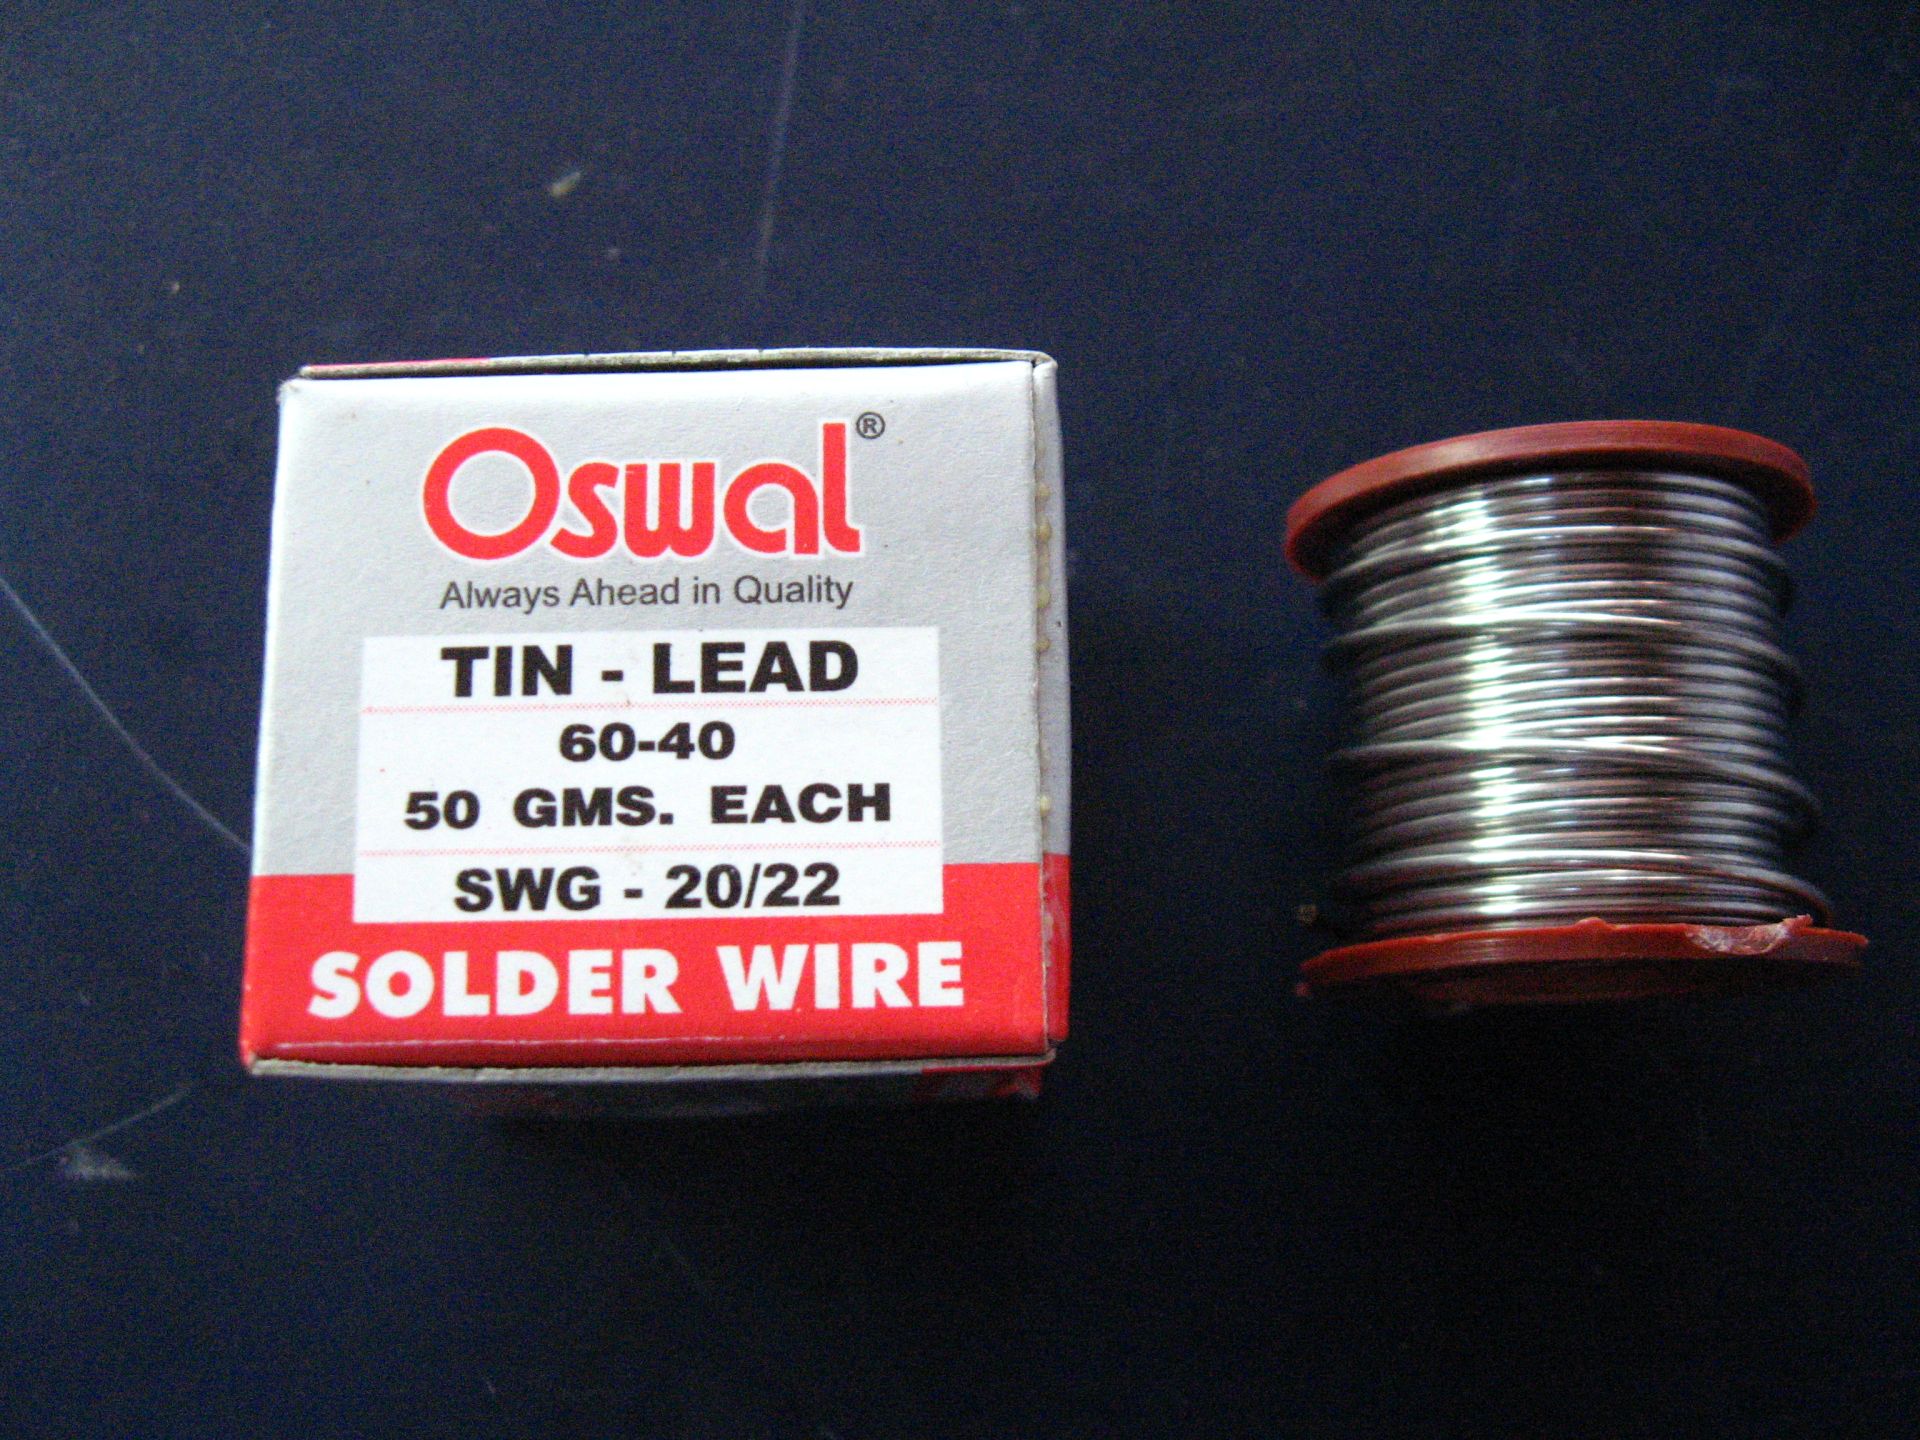 Oswal®
Always Ahead in Quality
TIN - LEAD
60-40
50 GMS. EACH
SWG - 20/22
SOLDER WIRE